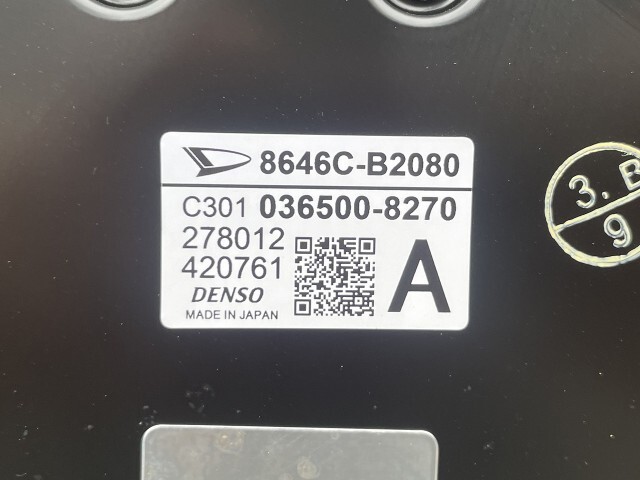 8646C-B2080
C301 036500-8270
278012
420761
A
DENSO
MADE IN JAPAN
3. B
9